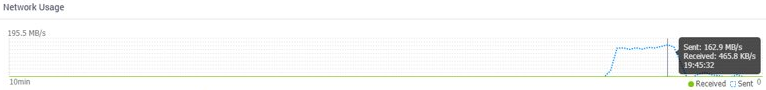 Network Usage
195.5 MB/s
Sent: 162.9 MB/s
Received: 465.8 KB/s
19:45:32
10min
0
Received Sent